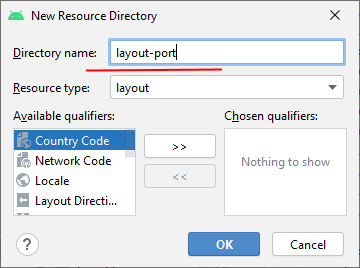 New Resource Directory
Directory name:
layout-port
Resource type:
layout
Available qualifiers:
Chosen qualifiers:
Country Code
Network Code
Locale
Layout Directi...
>>
<<
Nothing to show
?
OK
Cancel